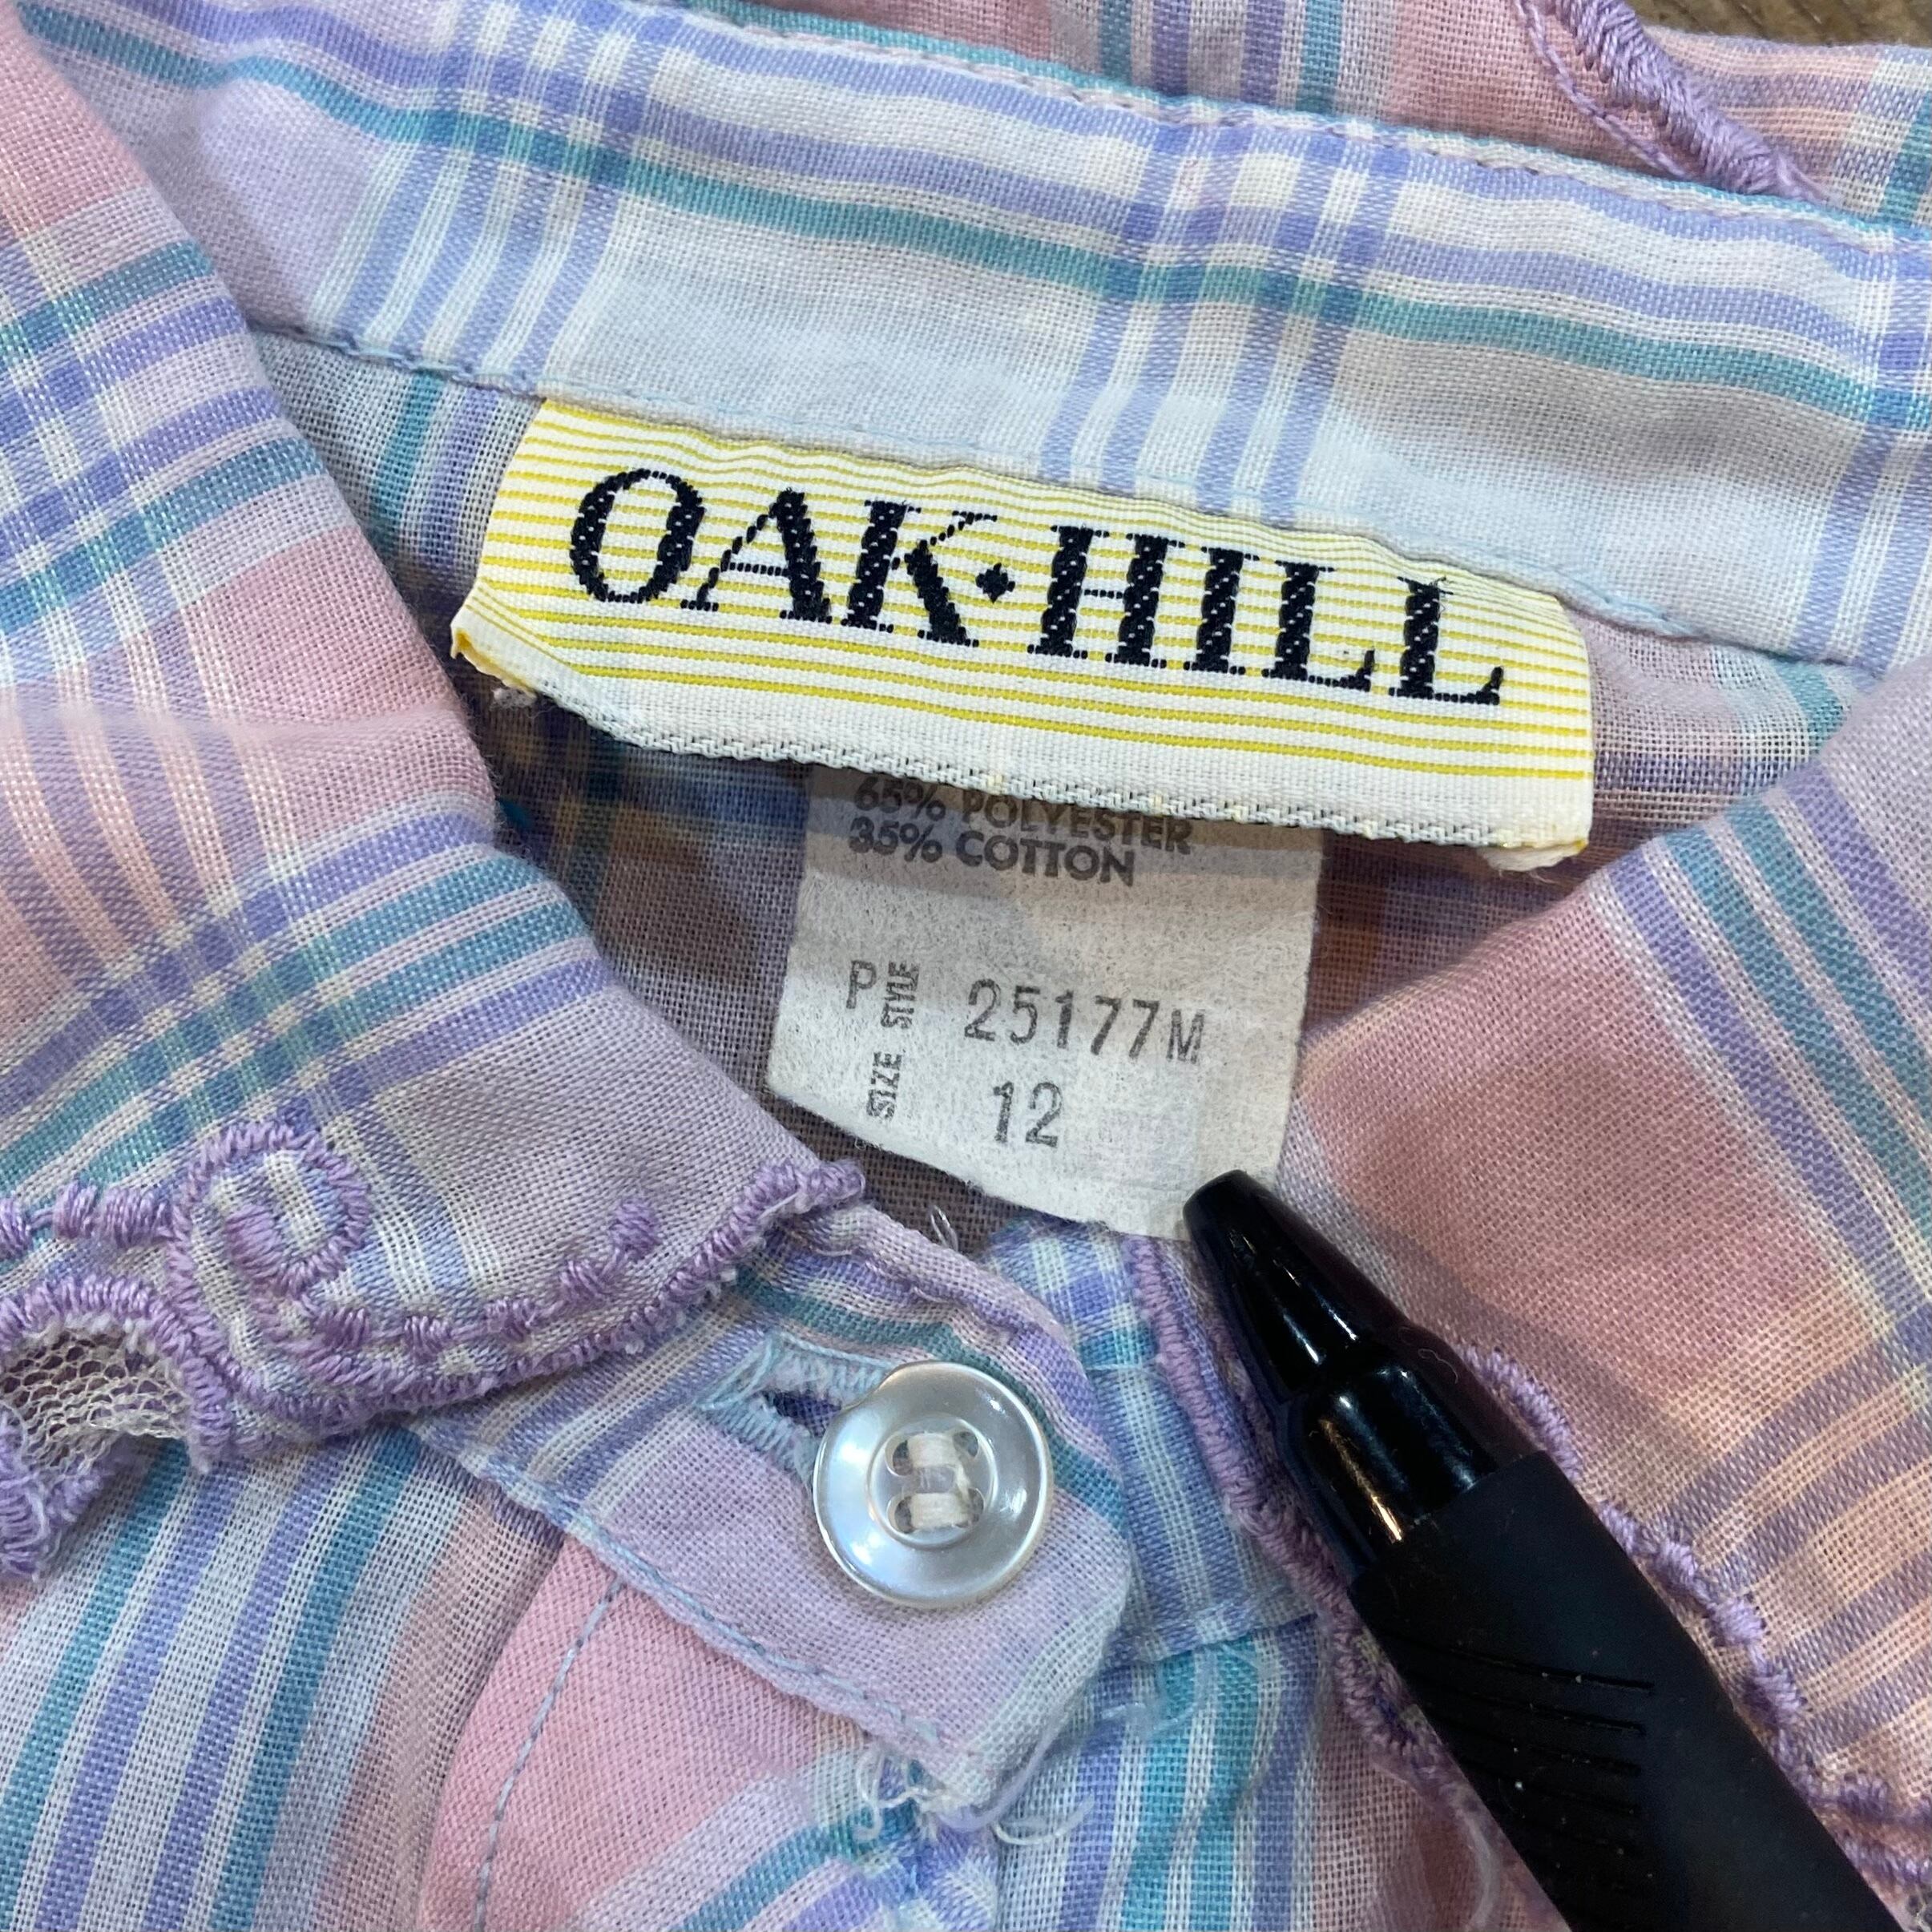 OAK·HILL
65% POLYESTER
35% COTTON
P STYLE 25177M
SIZE 12